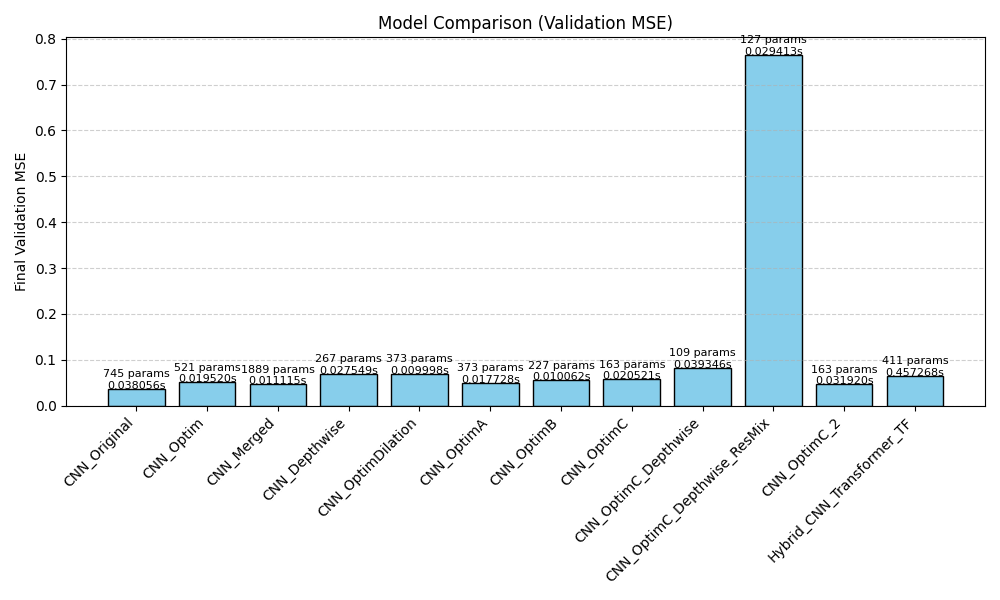 Model Comparison (Validation MSE)
Final Validation MSE
0.8
0.7
0.6
0.5
0.4
0.3
0.2
0.1
0.0
745 params
0.038056s
521 params
0.019520s
1889 params
0.011115s
267 params
0.027549s
373 params
0.009998s
373 params
0.017728s
227 params
0.010062s
163 params
0.020521s
109 params
0.039346s
127 params
0.029413s
163 params
0.031920s
411 params
0.457268s
CNN_Original
CNN_Optim
CNN_Merged
CNN_Depthwise
CNN_OptimDilation
CNN_OptimA
CNN_OptimB
CNN_OptimC
CNN_OptimC_Depthwise
CNN_OptimC_Depthwise_ResMix
CNN_OptimC_2
Hybrid_CNN_Transformer_TF